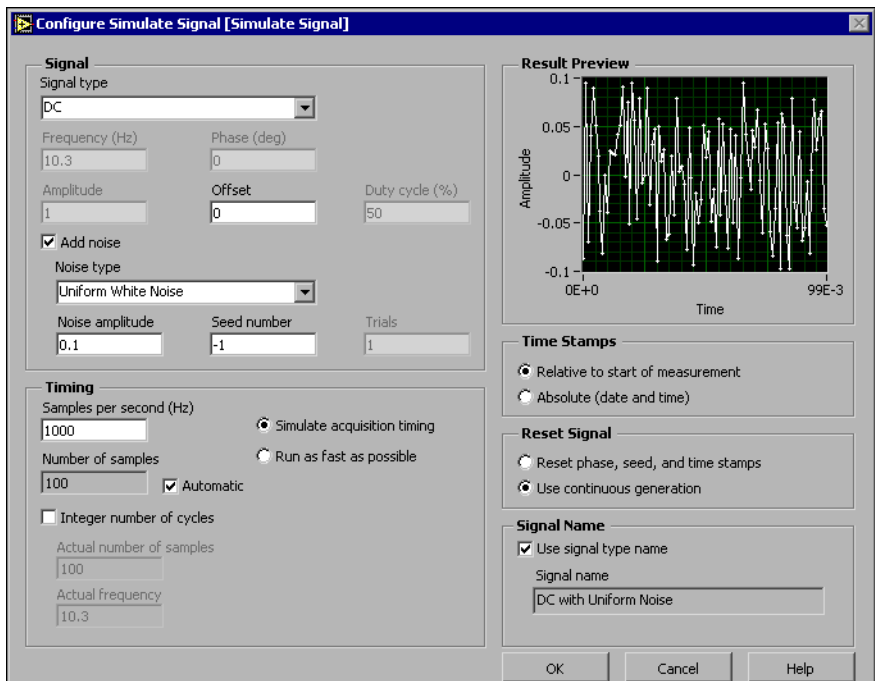 Configure Simulate Signal [Simulate Signal]
Signal
Signal type
DC
Frequency (Hz) Phase (deg)
10.3 0
Amplitude Offset Duty cycle (%)
1 0 50
Add noise
Noise type
Uniform White Noise
Noise amplitude Seed number Trials
0.1 -1 1
Timing
Samples per second (Hz)
1000
Simulate acquisition timing
Run as fast as possible
Number of samples
100 Automatic
Integer number of cycles
Actual number of samples
100
Actual frequency
10.3
Result Preview
0.1
0.05
0
-0.05
-0.1
Amplitude
0E+0 99E-3
Time
Time Stamps
Relative to start of measurement
Absolute (date and time)
Reset Signal
Reset phase, seed, and time stamps
Use continuous generation
Signal Name
Use signal type name
Signal name
DC with Uniform Noise
OK Cancel Help